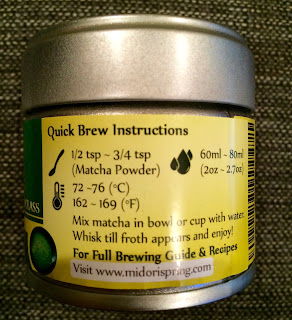 Quick Brew Instructions
1/2 tsp ~ 3/4 tsp
(Matcha Powder)
60ml ~ 80ml
(2oz ~ 2.7oz)
72 ~76 (°C)
162 ~169 (°F)
Mix matcha in bowl or cup with water.
Whisk till froth appears and enjoy!
For Full Brewing Guide & Recipes
Visit www.midorispring.com